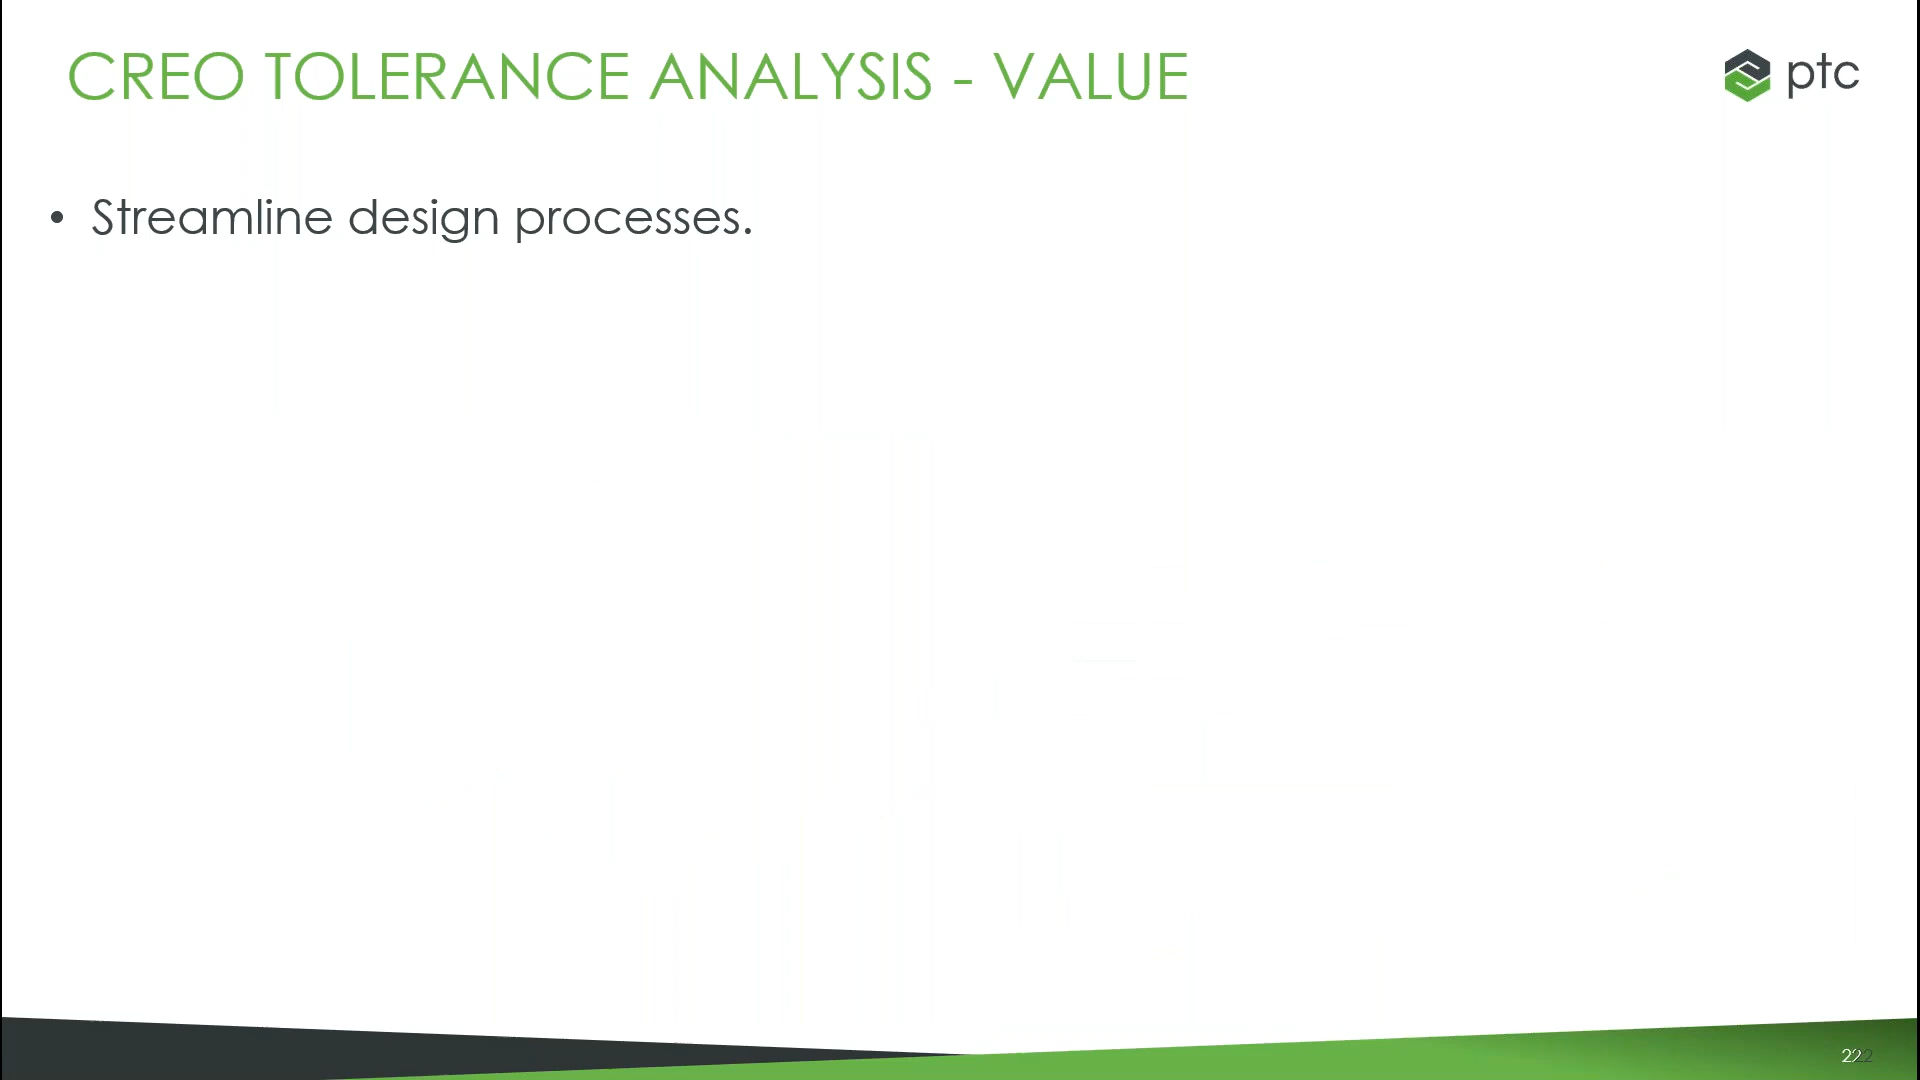 CREO TOLERANCE ANALYSIS - VALUE
ptc
• Streamline design processes.